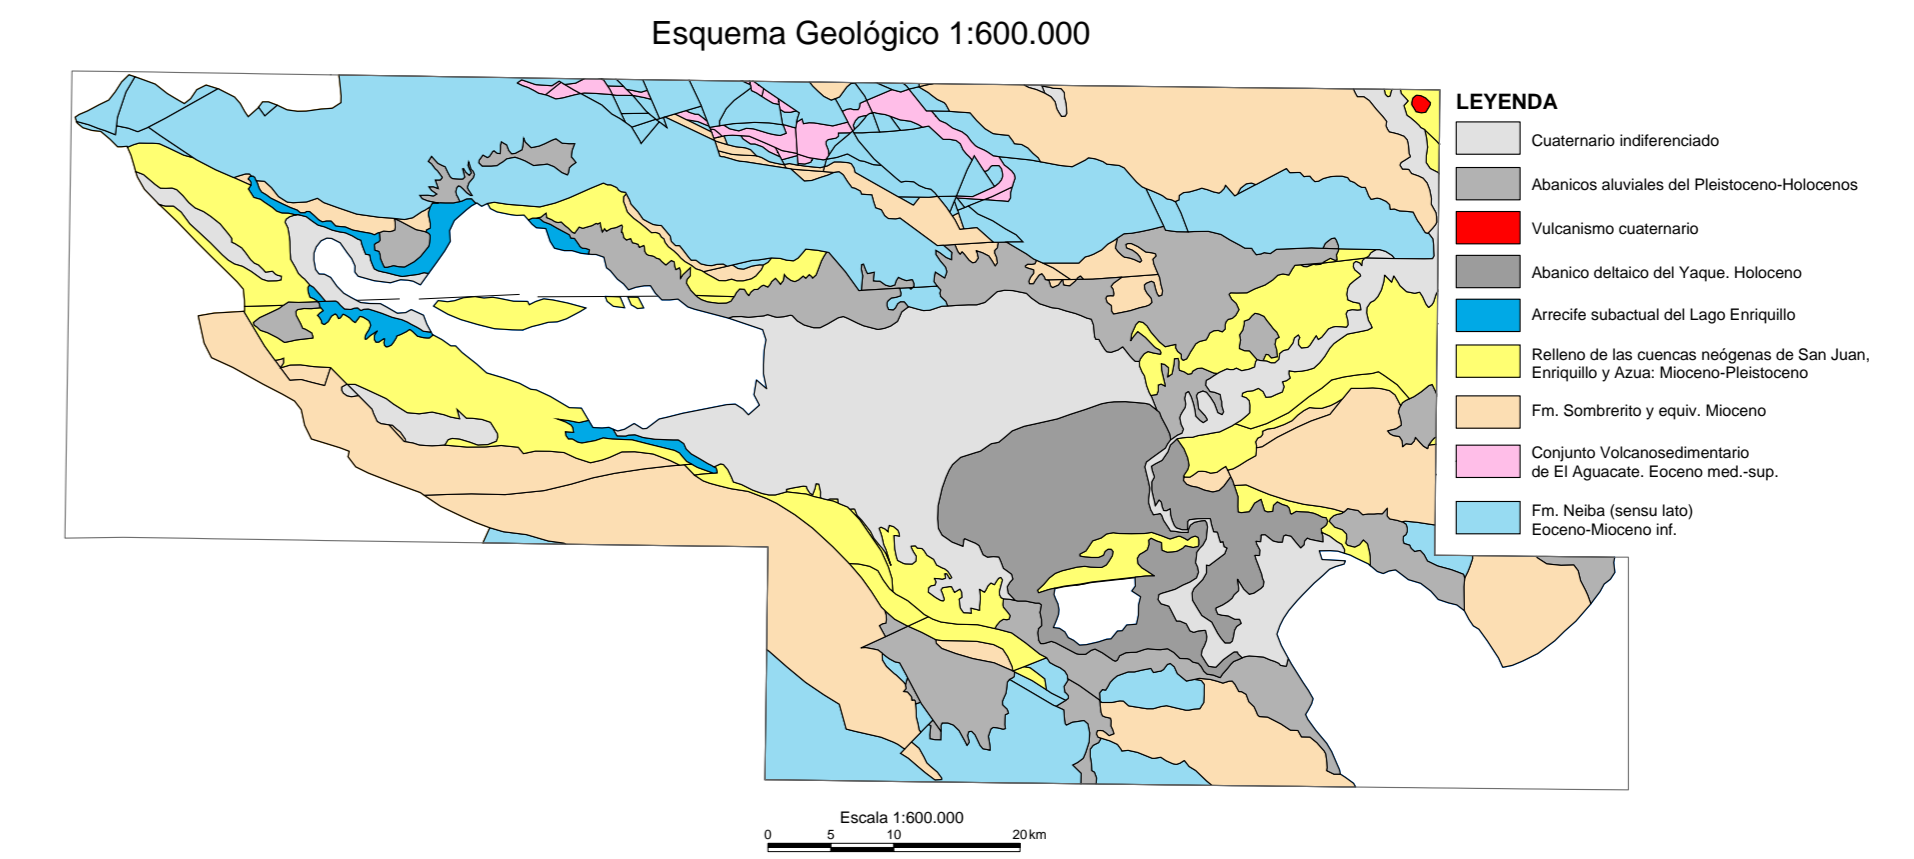 Esquema Geológico 1:600.000
LEYENDA
Cuaternario indiferenciado
Abanicos aluviales del Pleistoceno-Holocenos
Vulcanismo cuaternario
Abanico deltaico del Yaque. Holoceno
Arrecife subactual del Lago Enriquillo
Relleno de las cuencas neógenas de San Juan,
Enriquillo y Azua: Mioceno-Pleistoceno
Fm. Sombrerito y equiv. Mioceno
Conjunto Volcanosedimentario
de El Aguacate. Eoceno med.-sup.
Fm. Neiba (sensu lato)
Eoceno-Mioceno inf.
Escala 1:600.000
0 5 10 20 km